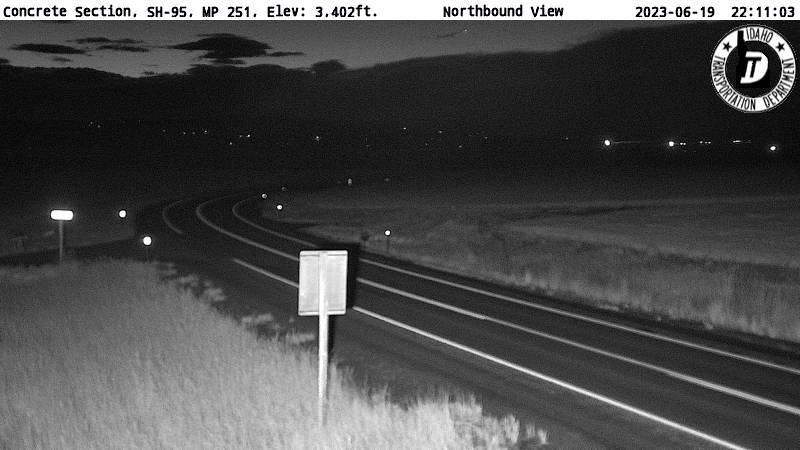 Concrete Section, SH-95, MP 251, Elev: 3,402ft. Northbound View 2023-06-19 22:11:03
IDAHO
TRANSPORTATION DEPARTMENT